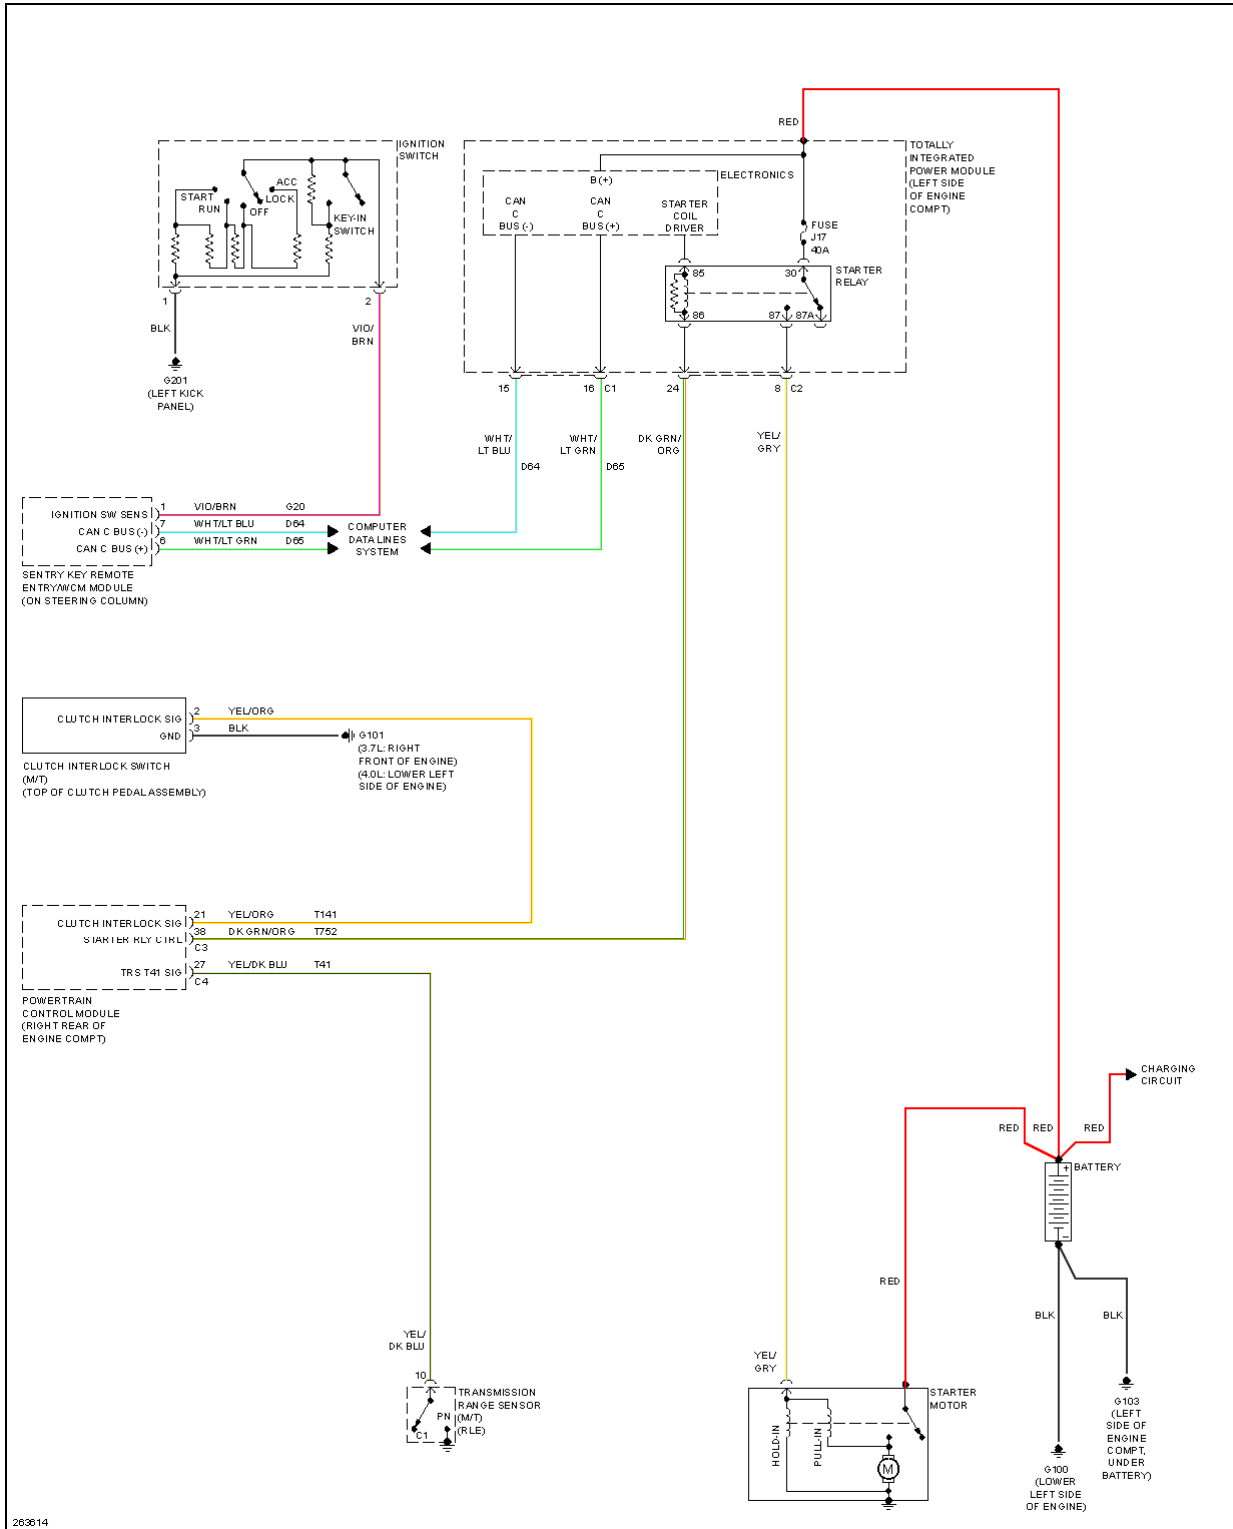 RED
IGNITION
SWITCH
TOTALLY
INTEGRATED
POWER MODULE
(LEFT SIDE
OF ENGINE
COMPT)
ELECTRONICS
B(+)
CAN
C
BUS(-)
CAN
C
BUS(+)
STARTER
COIL
DRIVER
START
RUN
OFF
ACC
LOCK
KEY-IN
SWITCH
FUSE
J17
40A
85
30
STARTER
RELAY
86
87
87A
1
2
BLK
VIO/
BRN
G201
(LEFT KICK
PANEL)
15
16
C1
24
8
C2
WHT/
LT BLU
D64
WHT/
LT GRN
D65
DK GRN/
ORG
YEL/
GRY
IGNITION SW SENS
1
VIO/BRN
G20
CAN C BUS(-)
7
WHT/LT BLU
D64
CAN C BUS(+)
6
WHT/LT GRN
D65
COMPUTER
DATA LINES
SYSTEM
SENTRY KEY REMOTE
ENTRY/WCM MODULE
(ON STEERING COLUMN)
CLUTCH INTERLOCK SIG
2
YEL/ORG
GND
3
BLK
G101
(3.7L: RIGHT
FRONT OF ENGINE)
(4.0L: LOWER LEFT
SIDE OF ENGINE)
CLUTCH INTERLOCK SWITCH
(M/T)
(TOP OF CLUTCH PEDAL ASSEMBLY)
CLUTCH INTERLOCK SIG
21
YEL/ORG
T141
STARTER RLY CTRL
38
DK GRN/ORG
T752
C3
TRS T41 SIG
27
YEL/DK BLU
T41
C4
POWERTRAIN
CONTROL MODULE
(RIGHT REAR OF
ENGINE COMPT)
CHARGING
CIRCUIT
RED
RED
RED
BATTERY
+
-
RED
BLK
BLK
YEL/
DK BLU
10
TRANSMISSION
RANGE SENSOR
(M/T)
(RLE)
PN
C1
YEL/
GRY
STARTER
MOTOR
HOLD-IN
PULL-IN
M
G103
(LEFT
SIDE OF
ENGINE
COMPT,
UNDER
BATTERY)
G100
(LOWER
LEFT SIDE
OF ENGINE)
263614